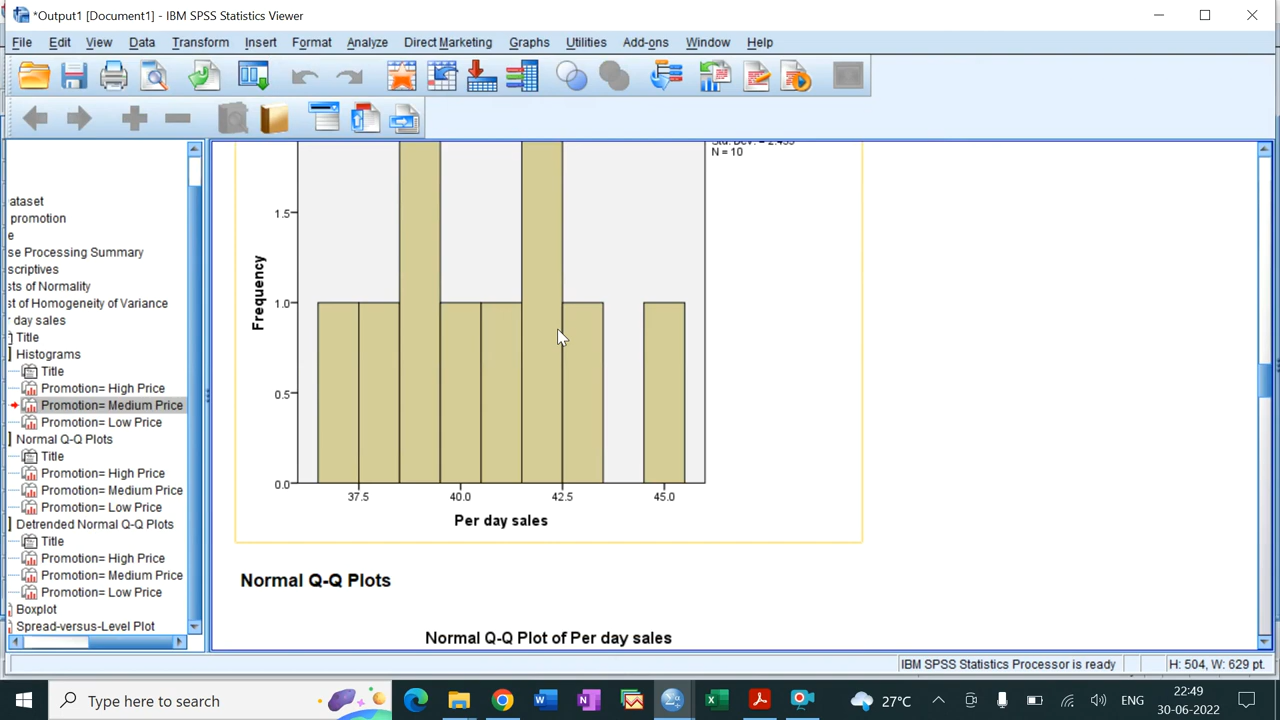 *Output1 [Document1] - IBM SPSS Statistics Viewer
File Edit View Data Transform Insert Format Analyze Direct Marketing Graphs Utilities Add-ons Window Help
ataset
promotion
e
se Processing Summary
scriptives
sts of Normality
st of Homogeneity of Variance
day sales
Title
Histograms
Title
Promotion= High Price
Promotion= Medium Price
Promotion= Low Price
Normal Q-Q Plots
Title
Promotion= High Price
Promotion= Medium Price
Promotion= Low Price
Detrended Normal Q-Q Plots
Title
Promotion= High Price
Promotion= Medium Price
Promotion= Low Price
Boxplot
Spread-versus-Level Plot
N = 10
1.5
1.0
0.5
0.0
Frequency
37.5 40.0 42.5 45.0
Per day sales
Normal Q-Q Plots
Normal Q-Q Plot of Per day sales
IBM SPSS Statistics Processor is ready H: 504, W: 629 pt.
Type here to search
27°C ENG 22:49
30-06-2022